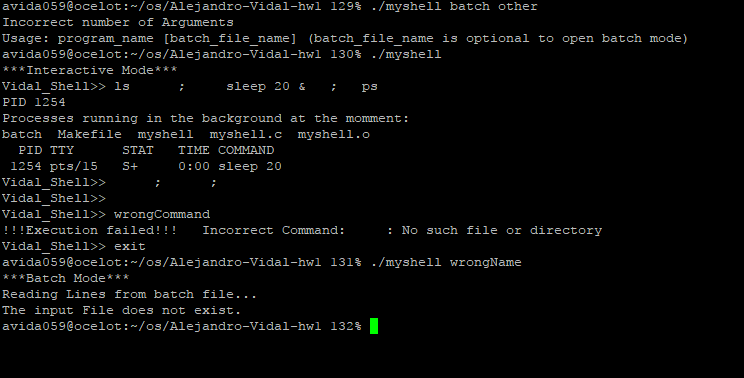 avida059@ocelot:~/os/Alejandro-Vidal-hw1 129% ./myshell batch other
Incorrect number of Arguments
Usage: program_name [batch_file_name] (batch_file_name is optional to open batch mode)
avida059@ocelot:~/os/Alejandro-Vidal-hw1 130% ./myshell
***Interactive Mode***
Vidal_Shell>> ls      ;     sleep 20 &   ;   ps
PID 1254
Processes running in the background at the momment:
batch  Makefile  myshell  myshell.c  myshell.o
  PID TTY      STAT   TIME COMMAND
 1254 pts/15   S+     0:00 sleep 20
Vidal_Shell>>       ;      ;
Vidal_Shell>>
Vidal_Shell>> wrongCommand
!!!Execution failed!!!   Incorrect Command:     : No such file or directory
Vidal_Shell>> exit
avida059@ocelot:~/os/Alejandro-Vidal-hw1 131% ./myshell wrongName
***Batch Mode***
Reading Lines from batch file...
The input File does not exist.
avida059@ocelot:~/os/Alejandro-Vidal-hw1 132%